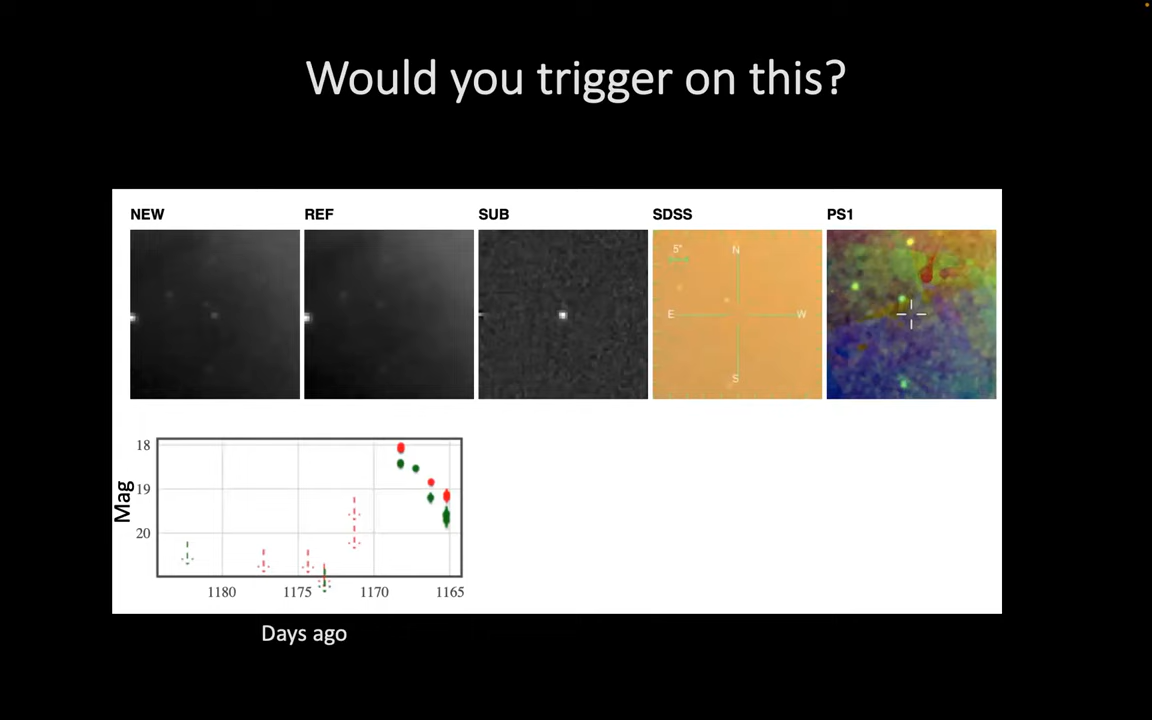 Would you trigger on this?
NEW REF SUB SDSS PS1
5"
N
E W
S
18
19
20
Mag
1180 1175 1170 1165
Days ago